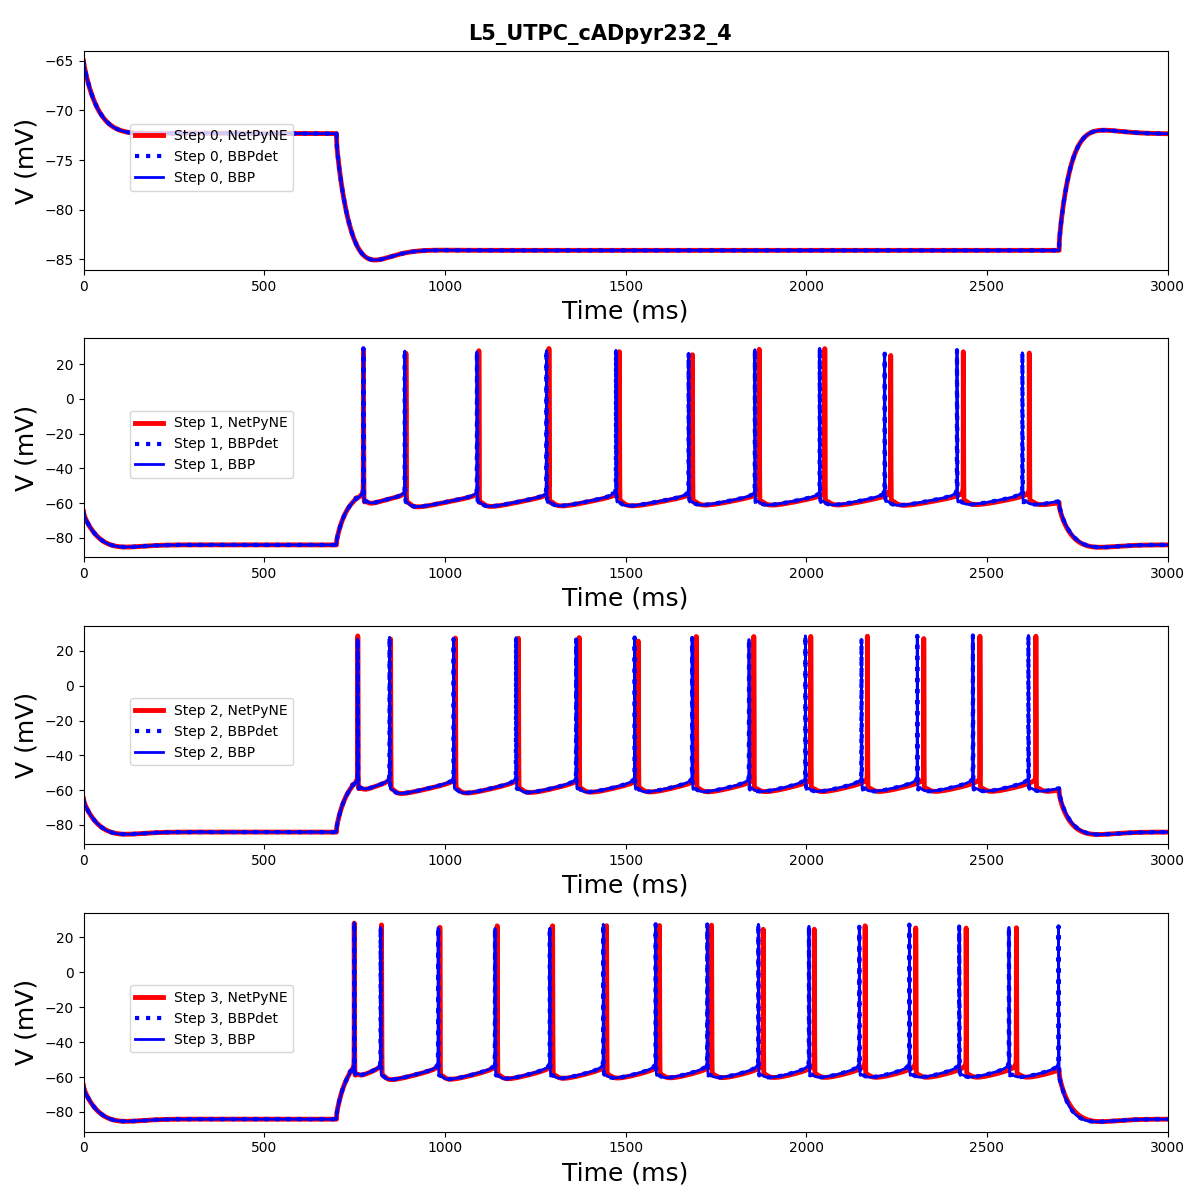 L5_UTPC_cADpyr232_4
−65
−70
−75
−80
−85
V (mV)
Step 0, NetPyNE
Step 0, BBPdet
Step 0, BBP
0 500 1000 1500 2000 2500 3000
Time (ms)
20
0
−20
−40
−60
−80
V (mV)
Step 1, NetPyNE
Step 1, BBPdet
Step 1, BBP
0 500 1000 1500 2000 2500 3000
Time (ms)
20
0
−20
−40
−60
−80
V (mV)
Step 2, NetPyNE
Step 2, BBPdet
Step 2, BBP
0 500 1000 1500 2000 2500 3000
Time (ms)
20
0
−20
−40
−60
−80
V (mV)
Step 3, NetPyNE
Step 3, BBPdet
Step 3, BBP
0 500 1000 1500 2000 2500 3000
Time (ms)